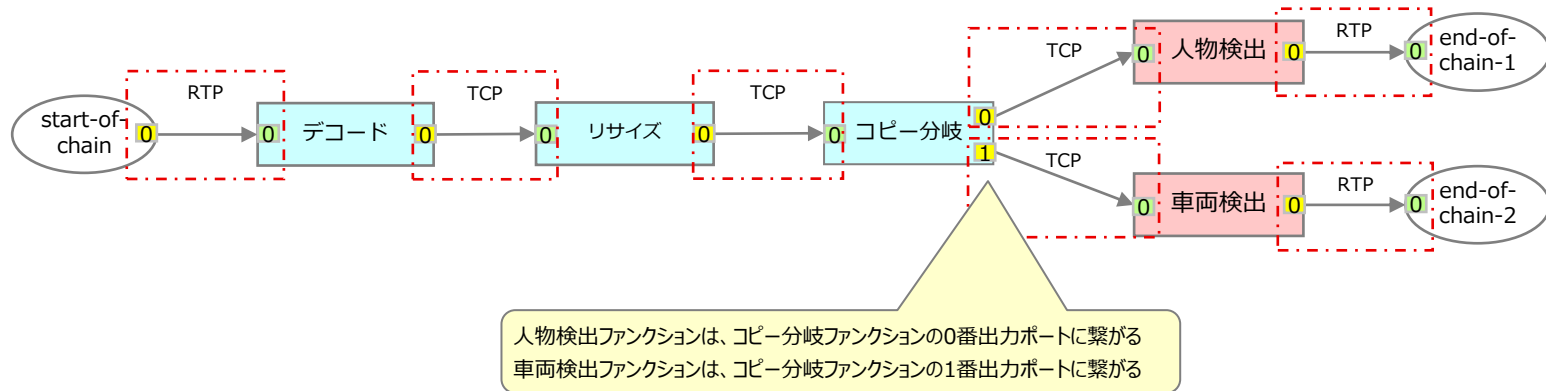 start-of-
chain
0
RTP
0
デコード
0
TCP
0
リサイズ
0
TCP
0
コピー分岐
0
1
TCP
0
人物検出
0
RTP
0
end-of-
chain-1
TCP
0
車両検出
0
RTP
0
end-of-
chain-2
人物検出ファンクションは、コピー分岐ファンクションの0番出力ポートに繋がる
車両検出ファンクションは、コピー分岐ファンクションの1番出力ポートに繋がる